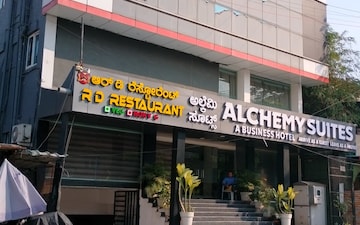 ಆರ್ ಡಿ ರೆಸ್ಟೋರೆಂಟ್
R D RESTAURANT
ಅಲ್ಕೆಮಿ
ಸೂಟ್ಸ್
ALCHEMY SUITES
A BUSINESS HOTEL